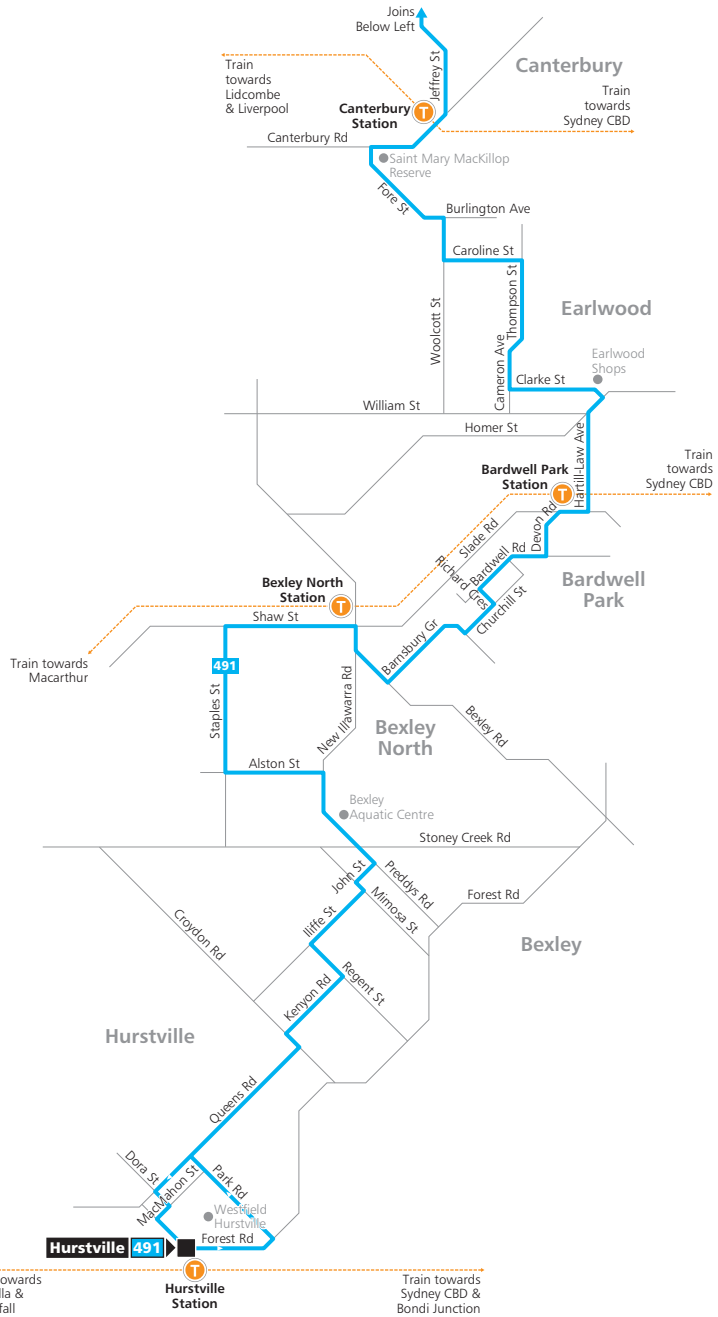 Joins
Below Left
Train
towards
Lidcombe
& Liverpool
Jeffrey St
Canterbury
Canterbury
Station
T
Train
towards
Sydney CBD
Canterbury Rd
Saint Mary MacKillop
Reserve
Fore St
Burlington Ave
Caroline St
Woolcott St
Thompson St
Earlwood
Cameron Ave
Earlwood
Shops
Clarke St
William St
Homer St
Hartill-Law Ave
Bardwell Park
Station
T
Train
towards
Sydney CBD
Devon Rd
Slade Rd
Bardwell Rd
Richard Cres
Churchill St
Bardwell
Park
Bexley North
Station
T
Shaw St
Barnsbury Gr
Train towards
Macarthur
491
Staples St
New Illawarra Rd
Bexley
North
Bexley Rd
Alston St
Bexley
Aquatic Centre
Stoney Creek Rd
John St
Preddys Rd
Mimosa St
Forest Rd
Iliffe St
Croydon Rd
Bexley
Regent St
Kenyon Rd
Hurstville
Queens Rd
Dora St
MacMahon St
Park Rd
Westfield
Hurstville
Forest Rd
Hurstville 491
T
Hurstville
Station
owards
lla &
fall
Train towards
Sydney CBD &
Bondi Junction